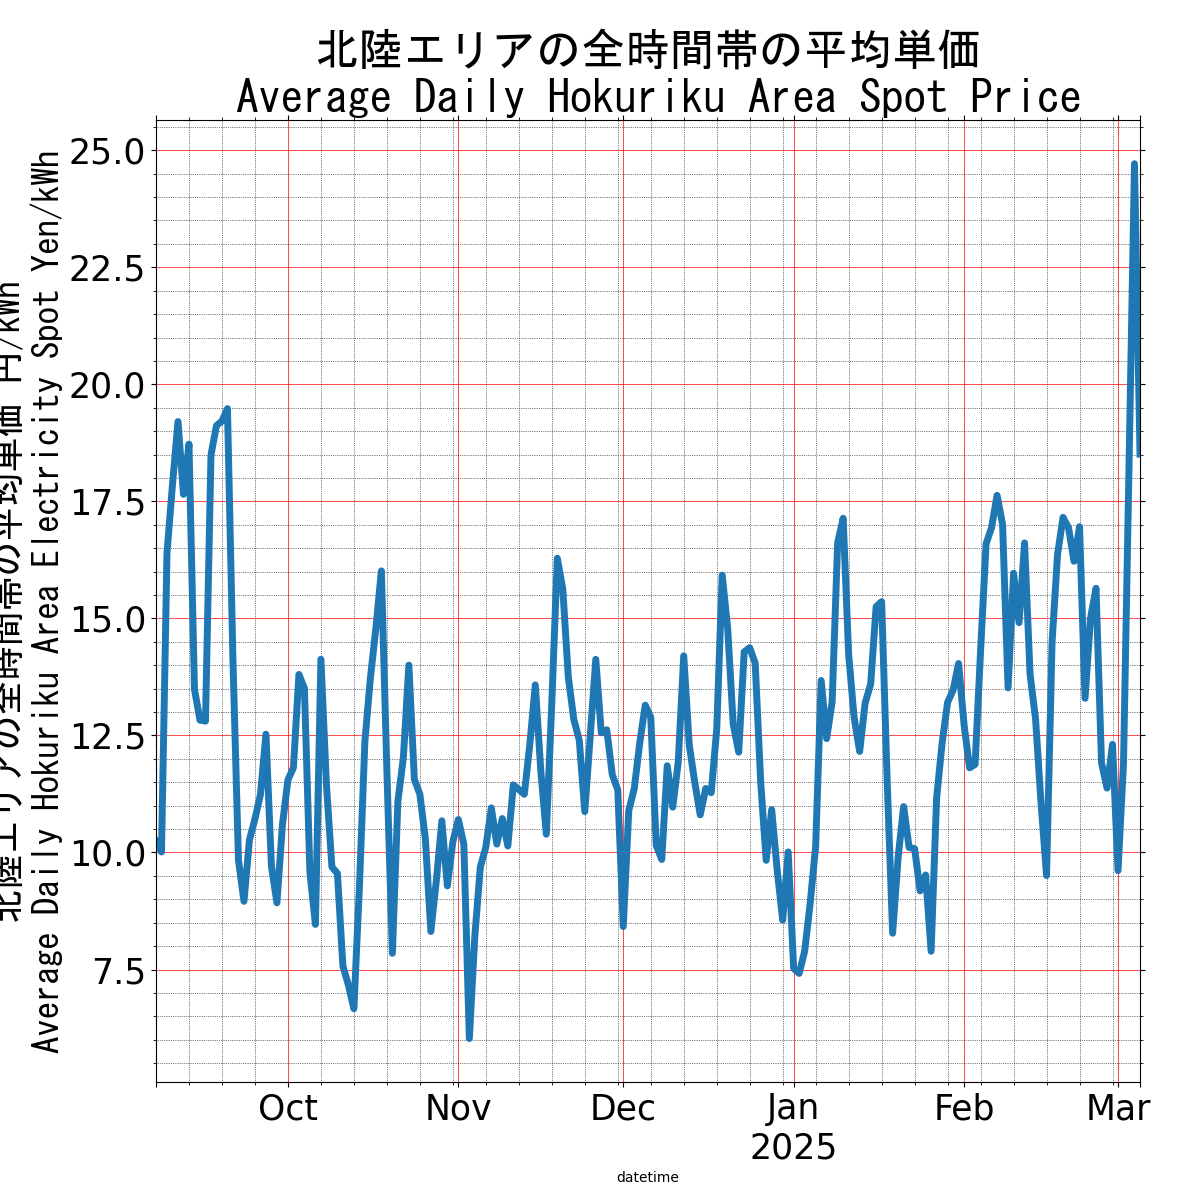 北陸エリアの全時間帯の平均単価
Average Daily Hokuriku Area Spot Price
北陸エリアの全時間帯の平均単価 円/kWh
Average Daily Hokuriku Area Electricity Spot Yen/kWh
25.0
22.5
20.0
17.5
15.0
12.5
10.0
7.5
Oct
Nov
Dec
Jan
2025
Feb
Mar
datetime